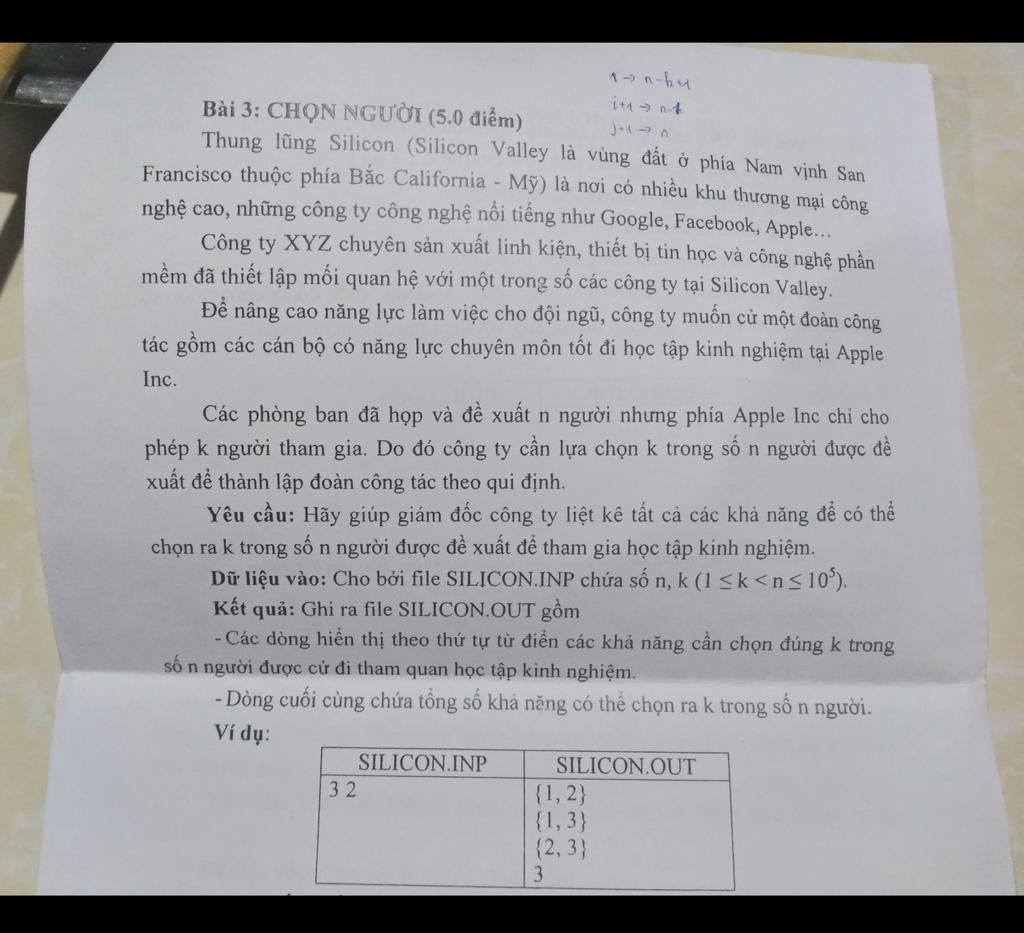 1 → n-k+1
i+1 → n-k
j+1 → n
Bài 3: CHỌN NGƯỜI (5.0 điểm)
Thung lũng Silicon (Silicon Valley là vùng đất ở phía Nam vịnh San
Francisco thuộc phía Bắc California - Mỹ) là nơi có nhiều khu thương mại công
nghệ cao, những công ty công nghệ nổi tiếng như Google, Facebook, Apple...
Công ty XYZ chuyên sản xuất linh kiện, thiết bị tin học và công nghệ phần
mềm đã thiết lập mối quan hệ với một trong số các công ty tại Silicon Valley.
Để nâng cao năng lực làm việc cho đội ngũ, công ty muốn cử một đoàn công
tác gồm các cán bộ có năng lực chuyên môn tốt đi học tập kinh nghiệm tại Apple
Inc.
Các phòng ban đã họp và đề xuất n người nhưng phía Apple Inc chỉ cho
phép k người tham gia. Do đó công ty cần lựa chọn k trong số n người được đề
xuất để thành lập đoàn công tác theo qui định.
Yêu cầu: Hãy giúp giám đốc công ty liệt kê tất cả các khả năng để có thể
chọn ra k trong số n người được đề xuất để tham gia học tập kinh nghiệm.
Dữ liệu vào: Cho bởi file SILICON.INP chứa số n, k (1 ≤ k < n ≤ 10⁵).
Kết quả: Ghi ra file SILICON.OUT gồm
- Các dòng hiển thị theo thứ tự từ điển các khả năng cần chọn đúng k trong
số n người được cử đi tham quan học tập kinh nghiệm.
- Dòng cuối cùng chứa tổng số khả năng có thể chọn ra k trong số n người.
Ví dụ:
SILICON.INP SILICON.OUT
3 2 {1, 2}
{1, 3}
{2, 3}
3